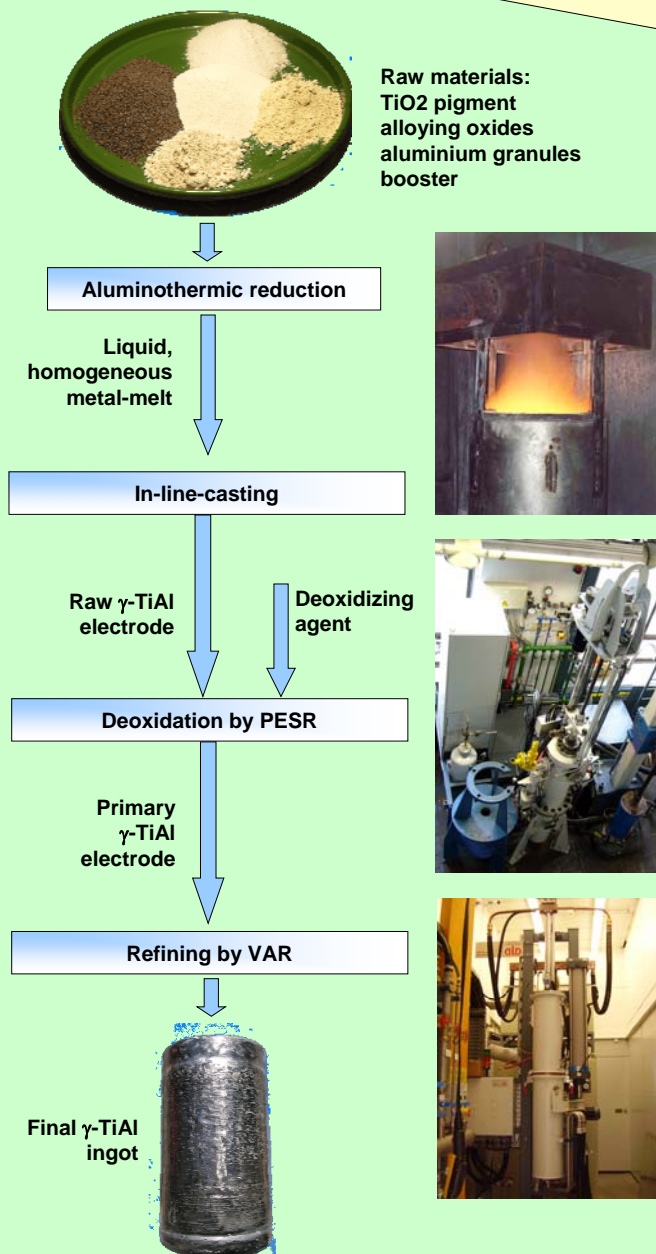 Raw materials:
TiO2 pigment
alloying oxides
aluminium granules
booster
Aluminothermic reduction
Liquid,
homogeneous
metal-melt
In-line-casting
Raw γ-TiAl
electrode
Deoxidizing
agent
Deoxidation by PESR
Primary
γ-TiAl
electrode
Refining by VAR
Final γ-TiAl
ingot